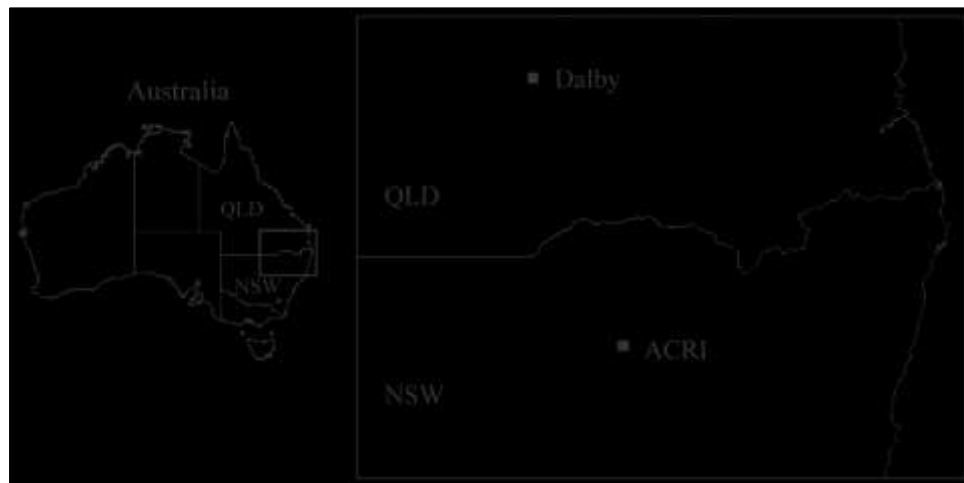 Australia
QLD
NSW
Dalby
QLD
ACRI
NSW